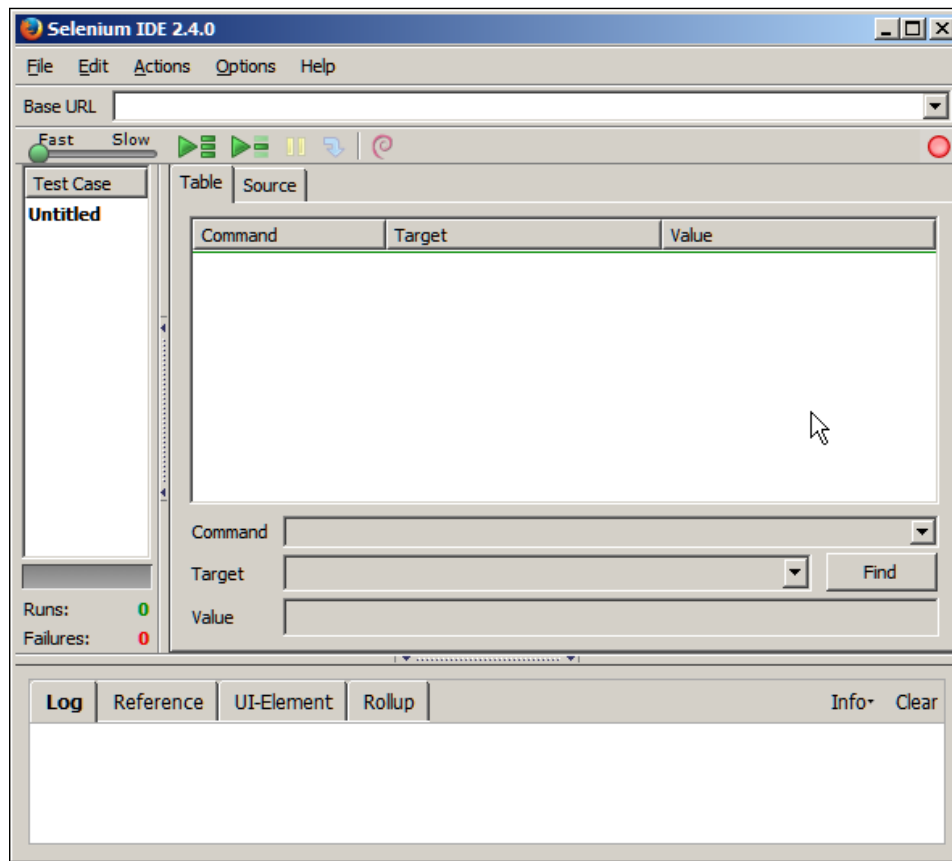 Selenium IDE 2.4.0
File Edit Actions Options Help
Base URL
Fast Slow
Test Case
Untitled
Table Source
Command Target Value
Command
Target Find
Value
Runs: 0
Failures: 0
Log Reference UI-Element Rollup Info Clear